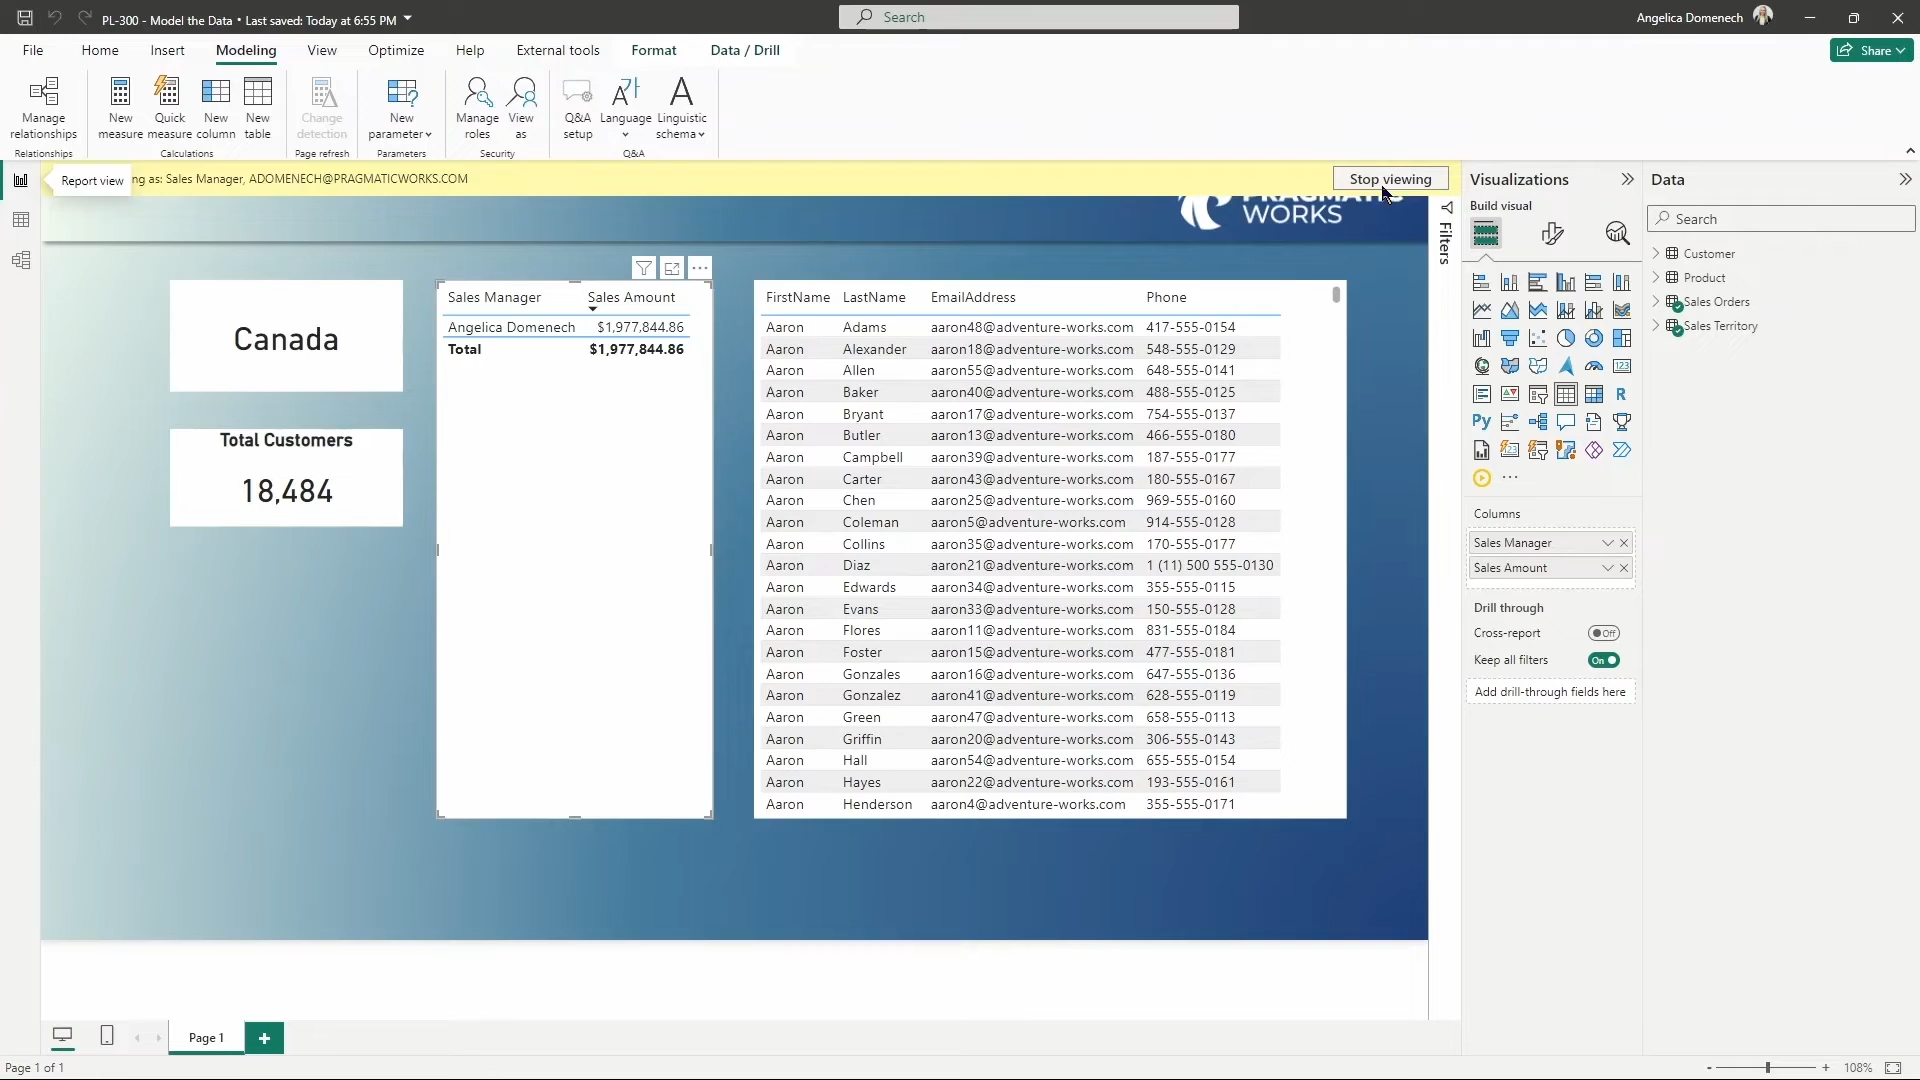 PL-300 - Model the Data • Last saved: Today at 6:55 PM
Search
Angelica Domenech
File Home Insert Modeling View Optimize Help External tools Format Data / Drill
Share
Manage relationships
New measure
Quick measure
New column
New table
Change detection
New parameter
Manage roles
View as
Q&A setup
Language
Linguistic schema
Relationships
Calculations
Page refresh
Parameters
Security
Q&A
Report view
ng as: Sales Manager, ADOMENECH@PRAGMATICWORKS.COM
Stop viewing
WORKS
Canada
Total Customers
18,484
Sales Manager Sales Amount
Angelica Domenech $1,977,844.86
Total $1,977,844.86
FirstName LastName EmailAddress Phone
Aaron Adams aaron48@adventure-works.com 417-555-0154
Aaron Alexander aaron18@adventure-works.com 548-555-0129
Aaron Allen aaron55@adventure-works.com 648-555-0141
Aaron Baker aaron40@adventure-works.com 488-555-0125
Aaron Bryant aaron17@adventure-works.com 754-555-0137
Aaron Butler aaron13@adventure-works.com 466-555-0180
Aaron Campbell aaron39@adventure-works.com 187-555-0177
Aaron Carter aaron43@adventure-works.com 180-555-0167
Aaron Chen aaron25@adventure-works.com 969-555-0160
Aaron Coleman aaron5@adventure-works.com 914-555-0128
Aaron Collins aaron35@adventure-works.com 170-555-0177
Aaron Diaz aaron21@adventure-works.com 1 (11) 500 555-0130
Aaron Edwards aaron34@adventure-works.com 355-555-0115
Aaron Evans aaron33@adventure-works.com 150-555-0128
Aaron Flores aaron11@adventure-works.com 831-555-0184
Aaron Foster aaron15@adventure-works.com 477-555-0181
Aaron Gonzales aaron16@adventure-works.com 647-555-0136
Aaron Gonzalez aaron41@adventure-works.com 628-555-0119
Aaron Green aaron47@adventure-works.com 658-555-0113
Aaron Griffin aaron20@adventure-works.com 306-555-0143
Aaron Hall aaron54@adventure-works.com 655-555-0154
Aaron Hayes aaron22@adventure-works.com 193-555-0161
Aaron Henderson aaron4@adventure-works.com 355-555-0171
Filters
Visualizations
Build visual
123
R
Py
123
Columns
Sales Manager
Sales Amount
Drill through
Cross-report Off
Keep all filters On
Add drill-through fields here
Data
Search
Customer
Product
Sales Orders
Sales Territory
Page 1
Page 1 of 1
108%